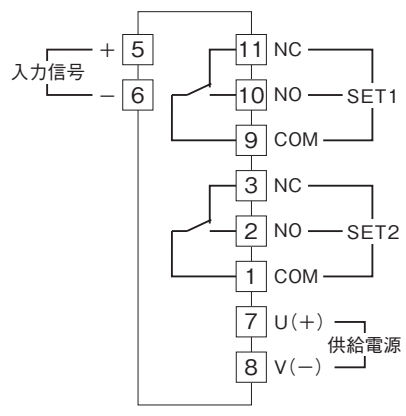 + 5
入力信号
− 6
11 NC
10 NO SET1
9 COM
3 NC
2 NO SET2
1 COM
7 U(+)
供給電源
8 V(−)